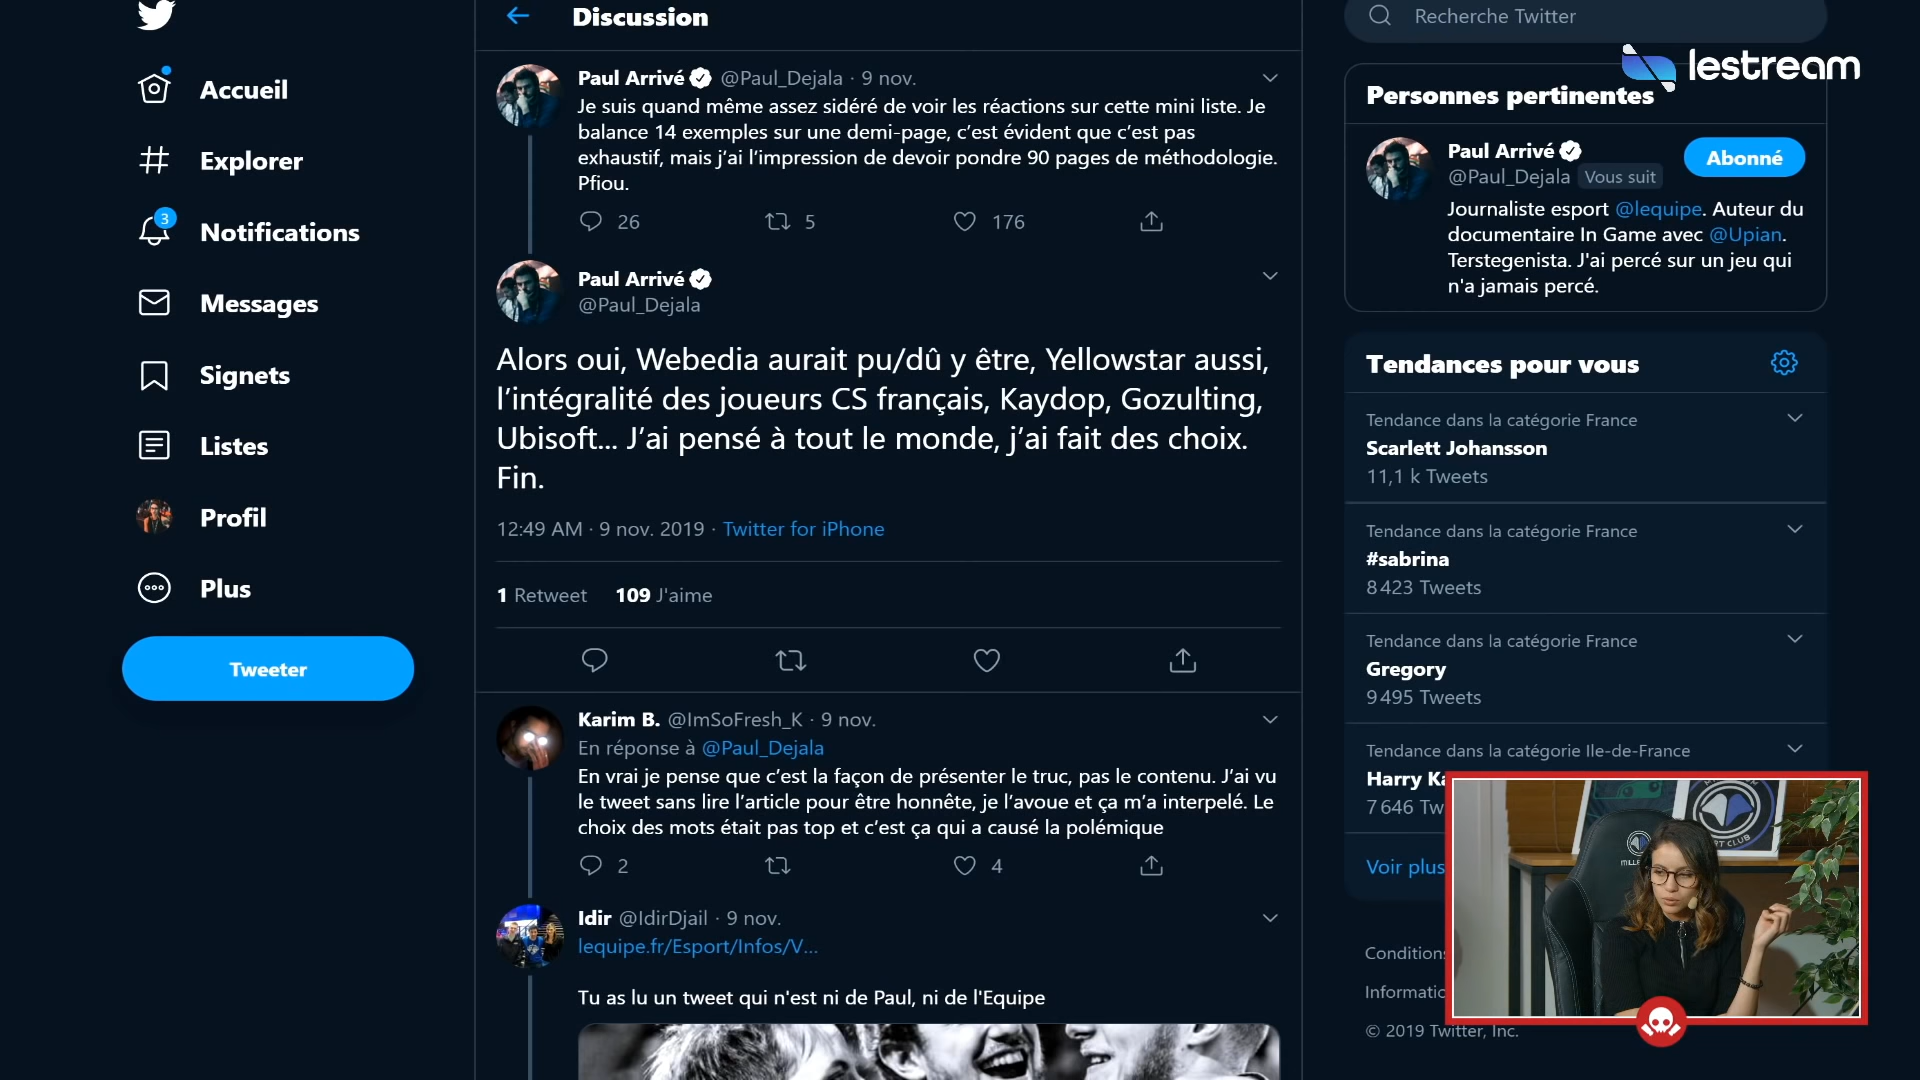 Accueil
Explorer
3
Notifications
Messages
Signets
Listes
Profil
Plus
Tweeter
Discussion
Paul Arrivé @Paul_Dejala · 9 nov.
Je suis quand même assez sidéré de voir les réactions sur cette mini liste. Je
balance 14 exemples sur une demi-page, c’est évident que c’est pas
exhaustif, mais j’ai l’impression de devoir pondre 90 pages de méthodologie.
Pfiou.
26 5 176
Paul Arrivé
@Paul_Dejala
Alors oui, Webedia aurait pu/dû y être, Yellowstar aussi,
l’intégralité des joueurs CS français, Kaydop, Gozulting,
Ubisoft... J’ai pensé à tout le monde, j’ai fait des choix.
Fin.
12:49 AM · 9 nov. 2019 · Twitter for iPhone
1 Retweet 109 J'aime
Karim B. @ImSoFresh_K · 9 nov.
En réponse à @Paul_Dejala
En vrai je pense que c’est la façon de présenter le truc, pas le contenu. J’ai vu
le tweet sans lire l’article pour être honnête, je l’avoue et ça m’a interpelé. Le
choix des mots était pas top et c’est ça qui a causé la polémique
2 4
Idir @IdirDjail · 9 nov.
lequipe.fr/Esport/Infos/V...
Tu as lu un tweet qui n'est ni de Paul, ni de l'Equipe
Recherche Twitter
lestream
Personnes pertinentes
Paul Arrivé
@Paul_Dejala Vous suit
Abonné
Journaliste esport @lequipe. Auteur du
documentaire In Game avec @Upian.
Terstegenista. J'ai percé sur un jeu qui
n'a jamais percé.
Tendances pour vous
Tendance dans la catégorie France
Scarlett Johansson
11,1 k Tweets
Tendance dans la catégorie France
#sabrina
8 423 Tweets
Tendance dans la catégorie France
Gregory
9 495 Tweets
Tendance dans la catégorie Ile-de-France
Harry Ka
7 646 Tw
Voir plus
Conditions
Informatio
© 2019 Twitter, Inc.